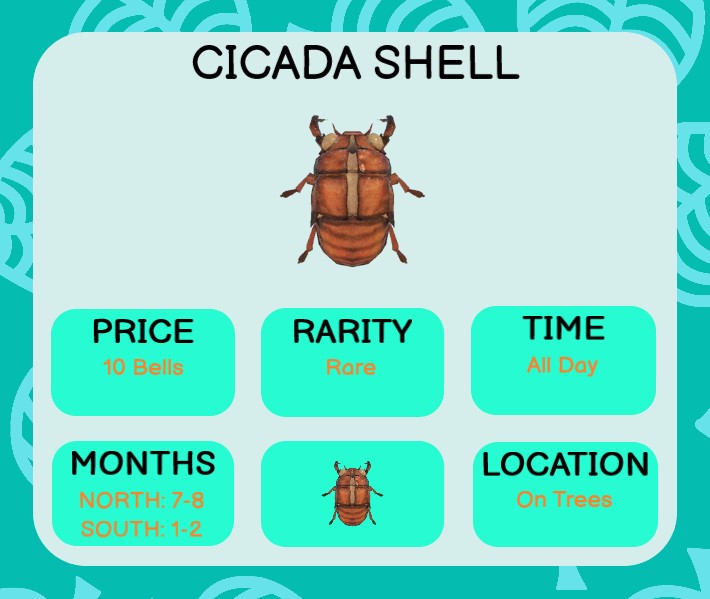 CICADA SHELL
PRICE
10 Bells
RARITY
Rare
TIME
All Day
MONTHS
NORTH: 7-8
SOUTH: 1-2
LOCATION
On Trees